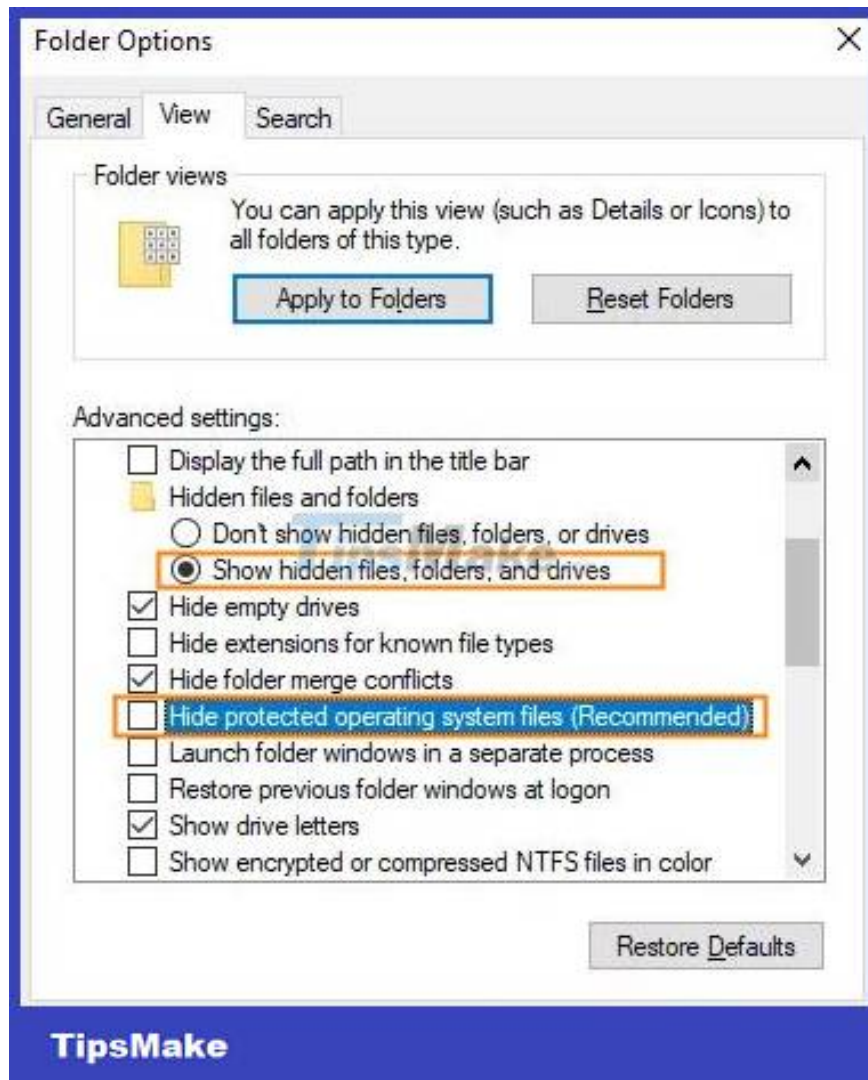 Folder Options
General View Search
Folder views
You can apply this view (such as Details or Icons) to
all folders of this type.
Apply to Folders Reset Folders
Advanced settings:
Display the full path in the title bar
Hidden files and folders
Don't show hidden files, folders, or drives
TipsMake
Show hidden files, folders, and drives
Hide empty drives
Hide extensions for known file types
Hide folder merge conflicts
Hide protected operating system files (Recommended)
Launch folder windows in a separate process
Restore previous folder windows at logon
Show drive letters
Show encrypted or compressed NTFS files in color
Restore Defaults
TipsMake